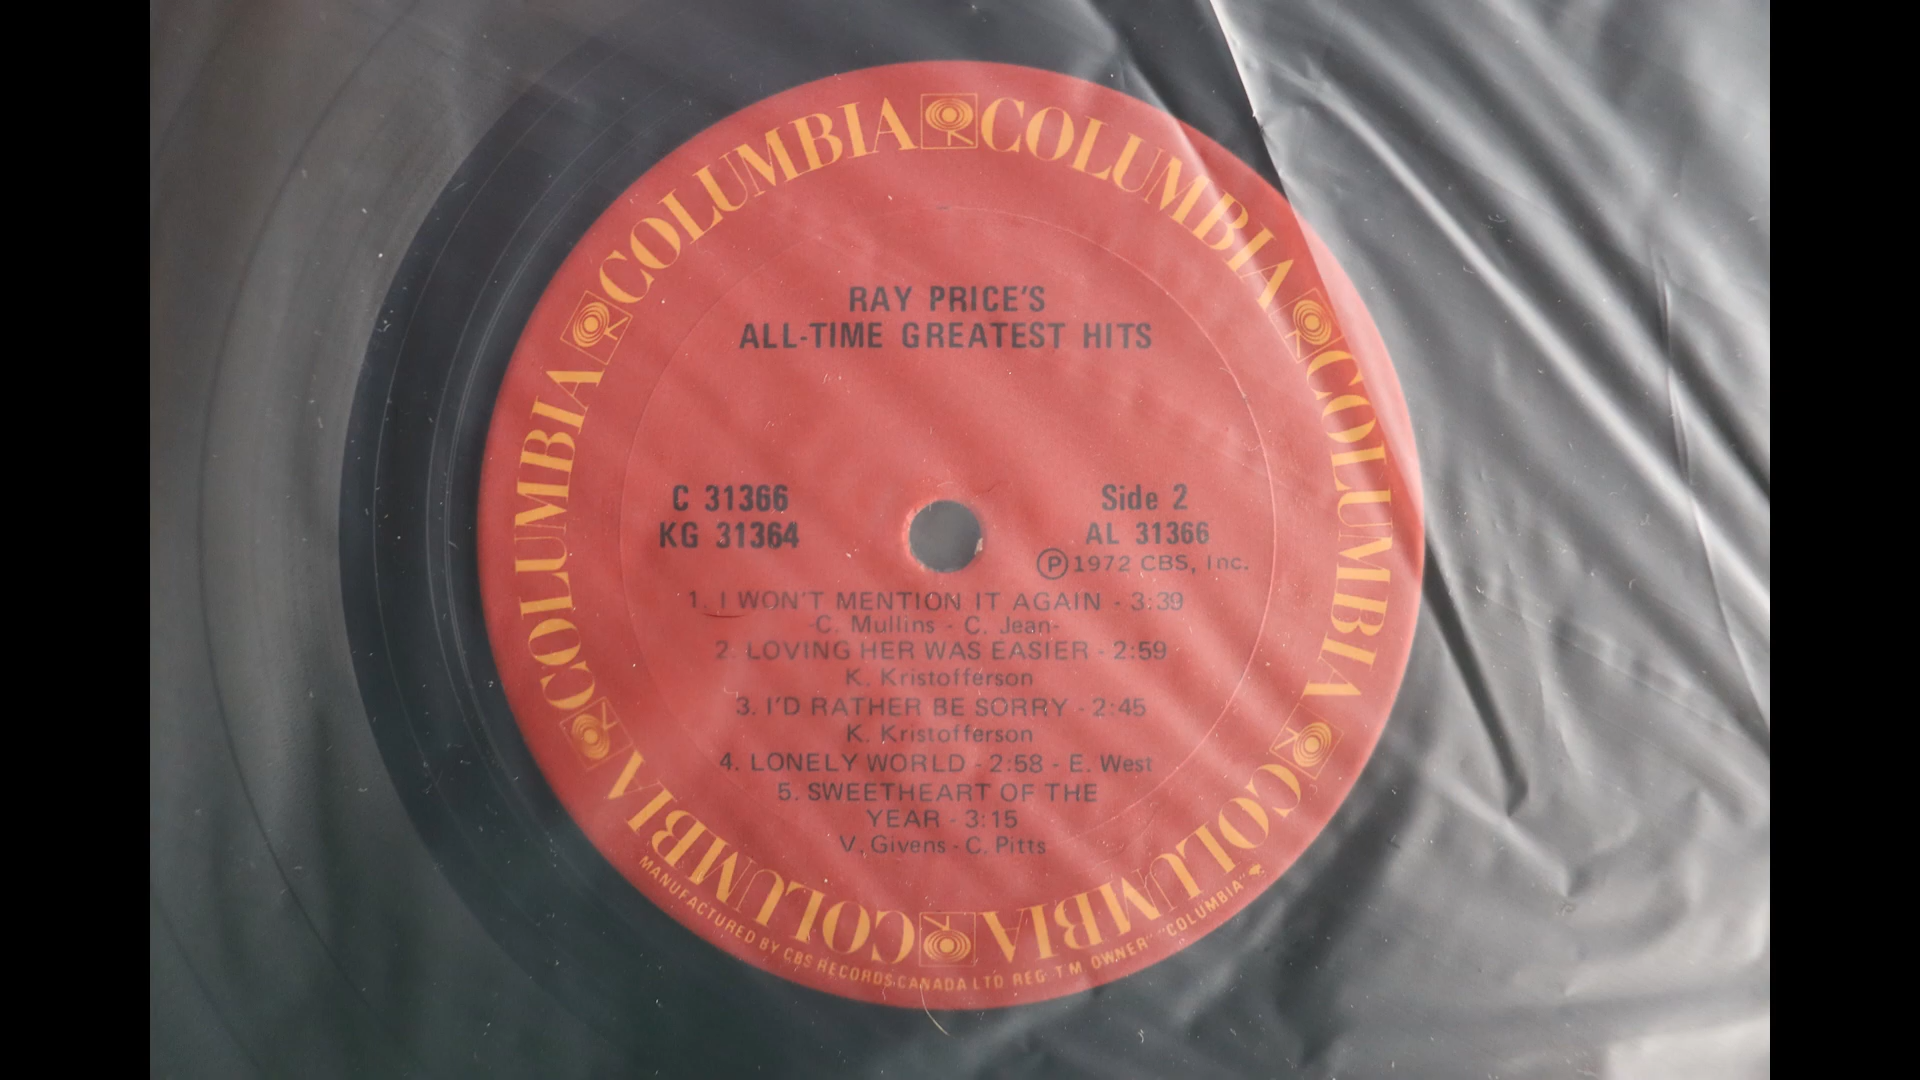 COLUMBIA COLUMBIA COLUMBIA COLUMBIA COLUMBIA COLUMBIA
RAY PRICE'S
ALL-TIME GREATEST HITS
C 31366
KG 31364
Side 2
AL 31366
Ⓟ1972 CBS, Inc.
1. I WON'T MENTION IT AGAIN - 3:39
-C. Mullins - C. Jean-
2. LOVING HER WAS EASIER - 2:59
K. Kristofferson
3. I'D RATHER BE SORRY - 2:45
K. Kristofferson
4. LONELY WORLD - 2:58 - E. West
5. SWEETHEART OF THE
YEAR - 3:15
V. Givens - C. Pitts
MANUFACTURED BY CBS RECORDS CANADA LTD REG. T M OWNER "COLUMBIA"